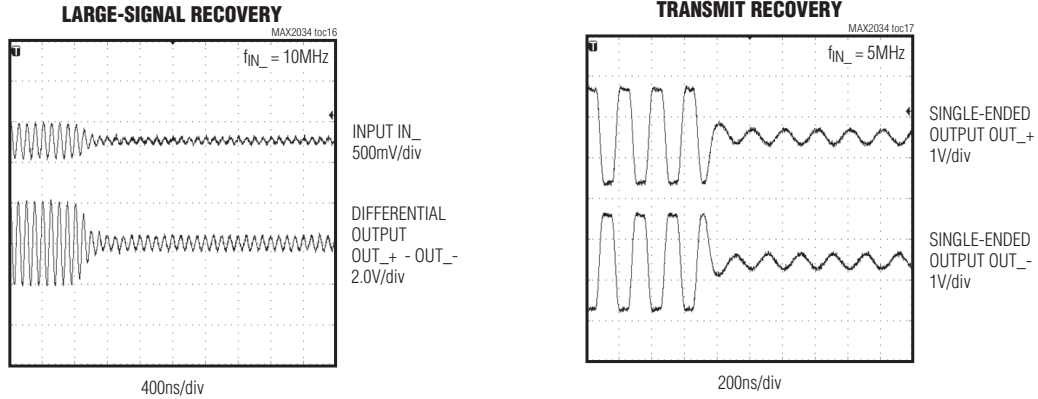 LARGE-SIGNAL RECOVERY
MAX2034 toc16
T
fIN_ = 10MHz
INPUT IN_
500mV/div
DIFFERENTIAL
OUTPUT
OUT_+ - OUT_-
2.0V/div
400ns/div
TRANSMIT RECOVERY
MAX2034 toc17
T
fIN_ = 5MHz
SINGLE-ENDED
OUTPUT OUT_+
1V/div
SINGLE-ENDED
OUTPUT OUT_-
1V/div
200ns/div